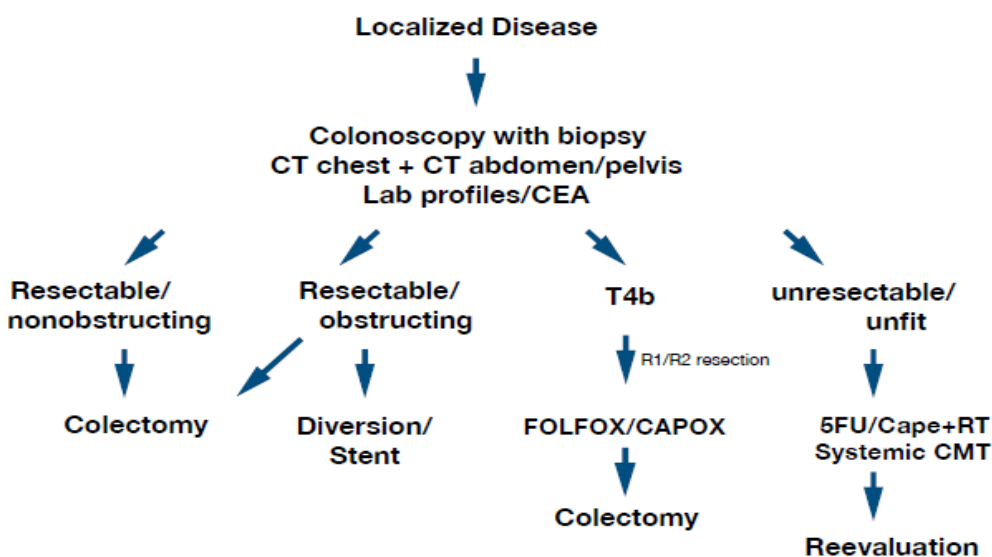 Localized Disease
Colonoscopy with biopsy
CT chest + CT abdomen/pelvis
Lab profiles/CEA
Resectable/
nonobstructing
Resectable/
obstructing
T4b
unresectable/
unfit
R1/R2 resection
Colectomy
Diversion/
Stent
FOLFOX/CAPOX
5FU/Cape+RT
Systemic CMT
Colectomy
Reevaluation